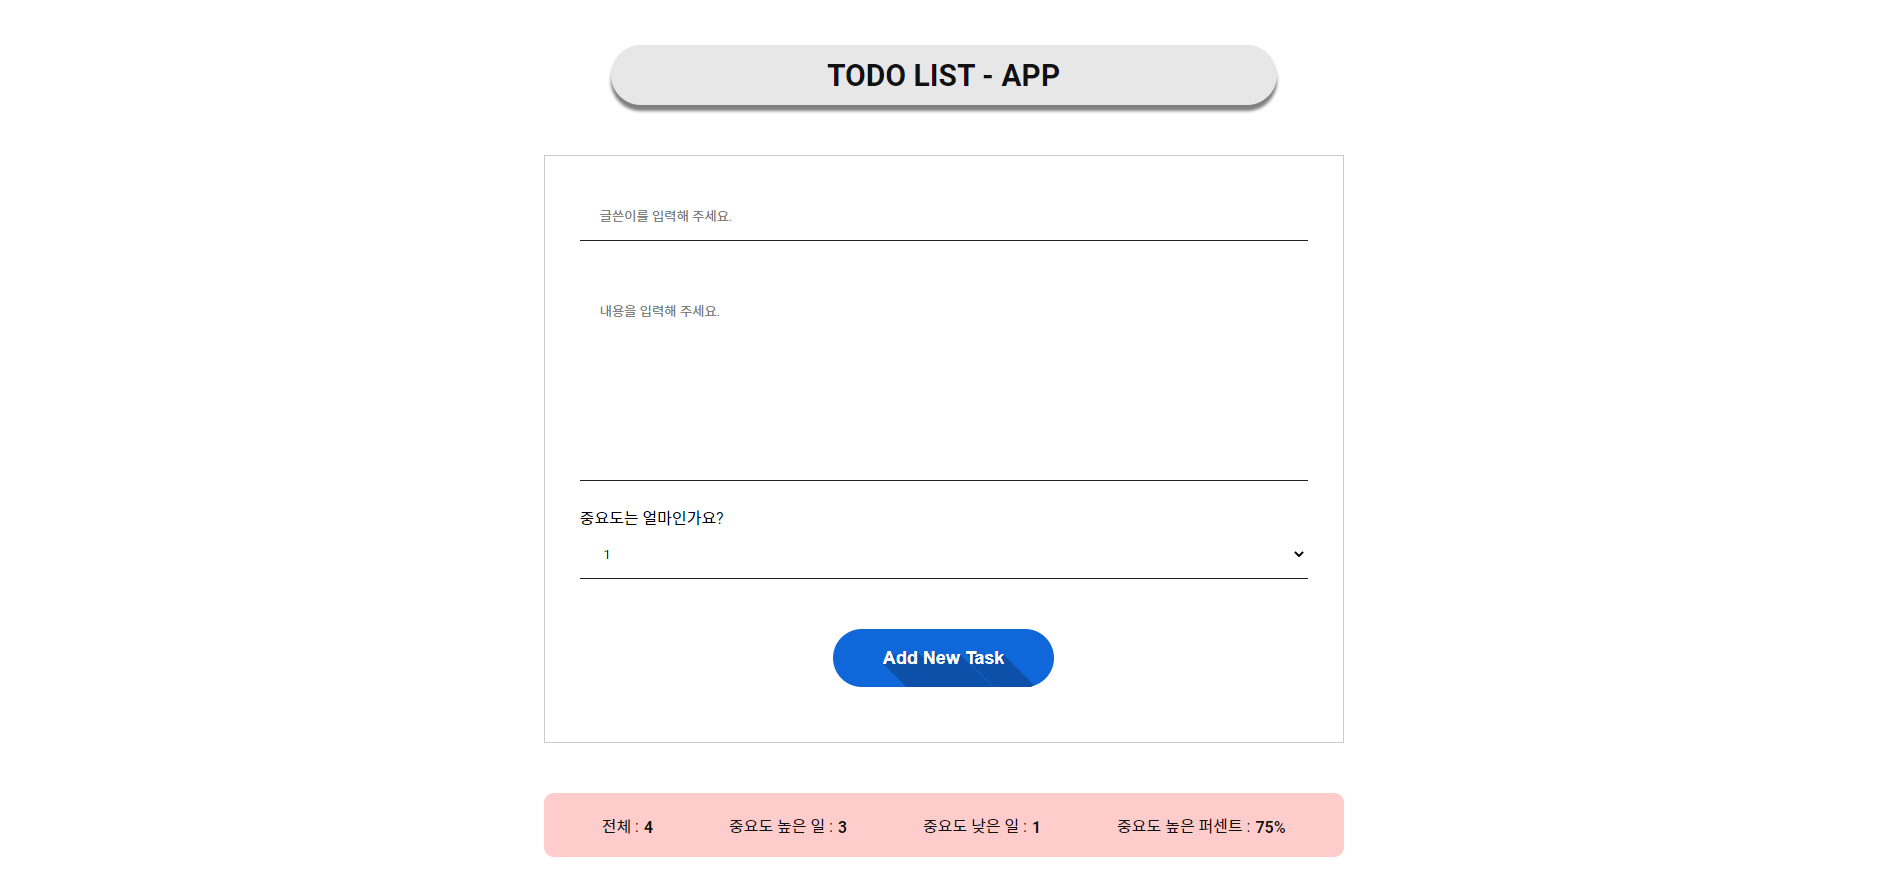 TODO LIST - APP
글쓴이를 입력해 주세요.
내용을 입력해 주세요.
중요도는 얼마인가요?
1
Add New Task
전체 : 4 중요도 높은 일 : 3 중요도 낮은 일 : 1 중요도 높은 퍼센트 : 75%